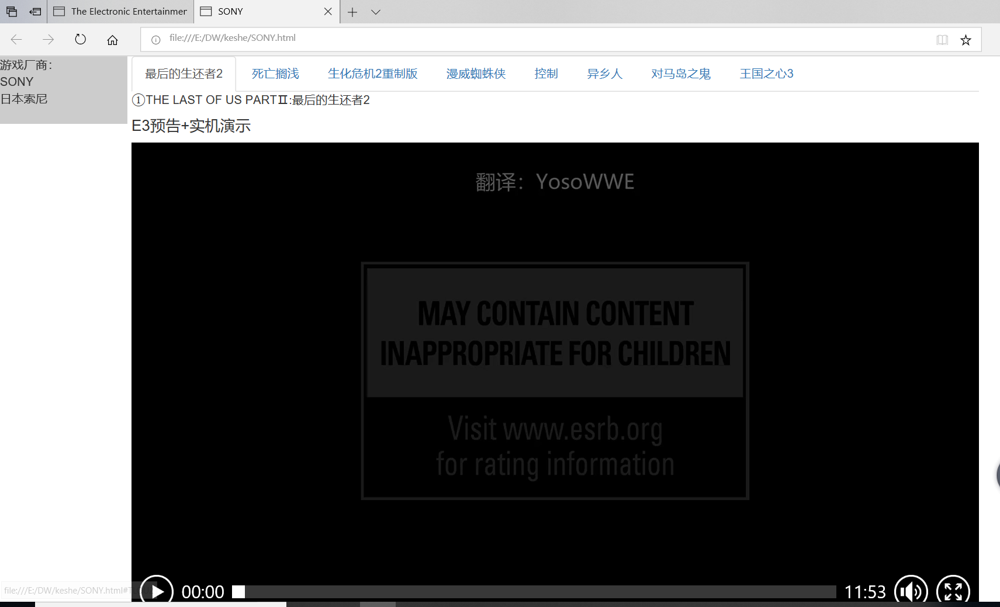 The Electronic Entertainmen
SONY
file:///E:/DW/keshe/SONY.html
游戏厂商：
SONY
日本索尼
最后的生还者2
死亡搁浅
生化危机2重制版
漫威蜘蛛侠
控制
异乡人
对马岛之鬼
王国之心3
①THE LAST OF US PARTⅡ:最后的生还者2
E3预告+实机演示
翻译：YosoWWE
MAY CONTAIN CONTENT
INAPPROPRIATE FOR CHILDREN
Visit www.esrb.org
for rating information
file:///E:/DW/keshe/SONY.html#TLOU2
00:00
11:53